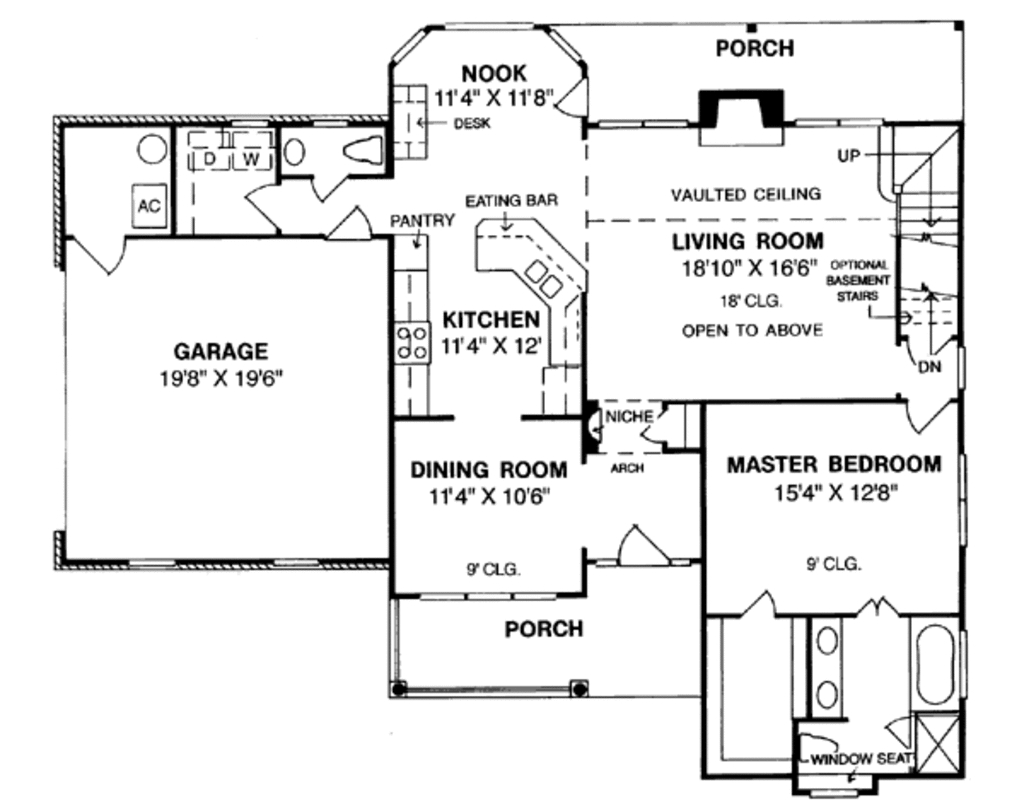 PORCH
NOOK
11'4" X 11'8"
DESK
D
W
UP
AC
VAULTED CEILING
EATING BAR
PANTRY
LIVING ROOM
18'10" X 16'6"
OPTIONAL
BASEMENT
STAIRS
18' CLG.
OPEN TO ABOVE
KITCHEN
11'4" X 12'
GARAGE
19'8" X 19'6"
DN
NICHE
ARCH
DINING ROOM
11'4" X 10'6"
MASTER BEDROOM
15'4" X 12'8"
9' CLG.
9' CLG.
PORCH
WINDOW SEAT